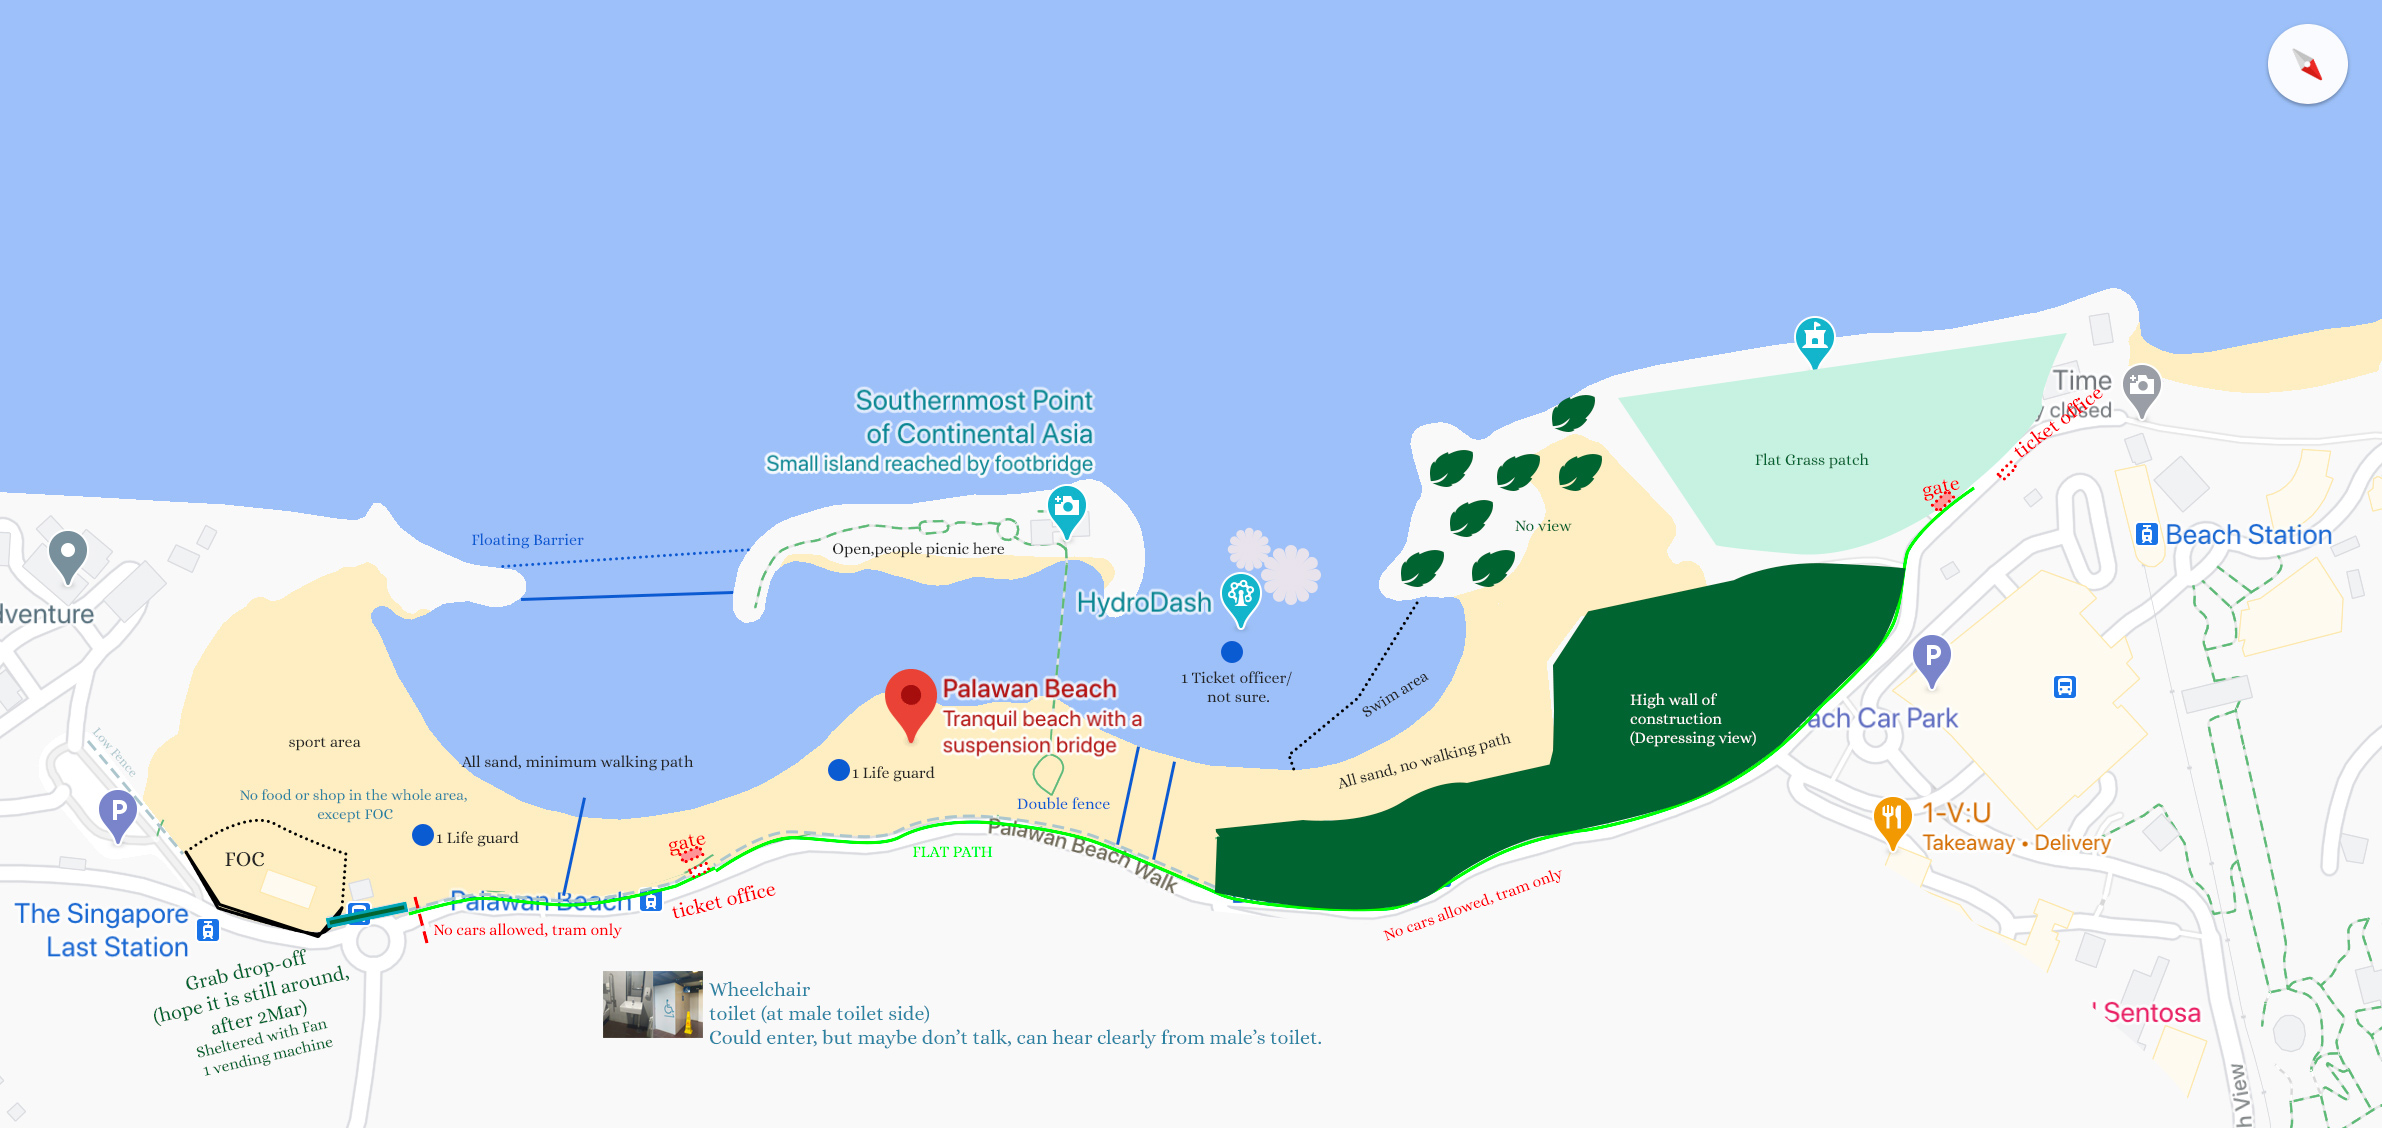 Southernmost Point
of Continental Asia
Small island reached by footbridge
Time
y closed
ticket office
Flat Grass patch
gate
No view
Floating Barrier
Open,people picnic here
Beach Station
HydroDash
dventure
1 Ticket officer/
not sure.
Swim area
Palawan Beach
Tranquil beach with a
suspension bridge
High wall of
construction
(Depressing view)
P
ach Car Park
Low Fence
sport area
All sand, minimum walking path
1 Life guard
All sand, no walking path
No food or shop in the whole area,
except FOC
Double fence
P
1 Life guard
gate
FLAT PATH
Palawan Beach Walk
1-V:U
Takeaway • Delivery
FOC
Palawan Beach
ticket office
No cars allowed, tram only
No cars allowed, tram only
The Singapore
Last Station
Grab drop-off
(hope it is still around,
after 2Mar)
Sheltered with Fan
1 vending machine
Wheelchair
toilet (at male toilet side)
Could enter, but maybe don't talk, can hear clearly from male's toilet.
Sentosa
h View